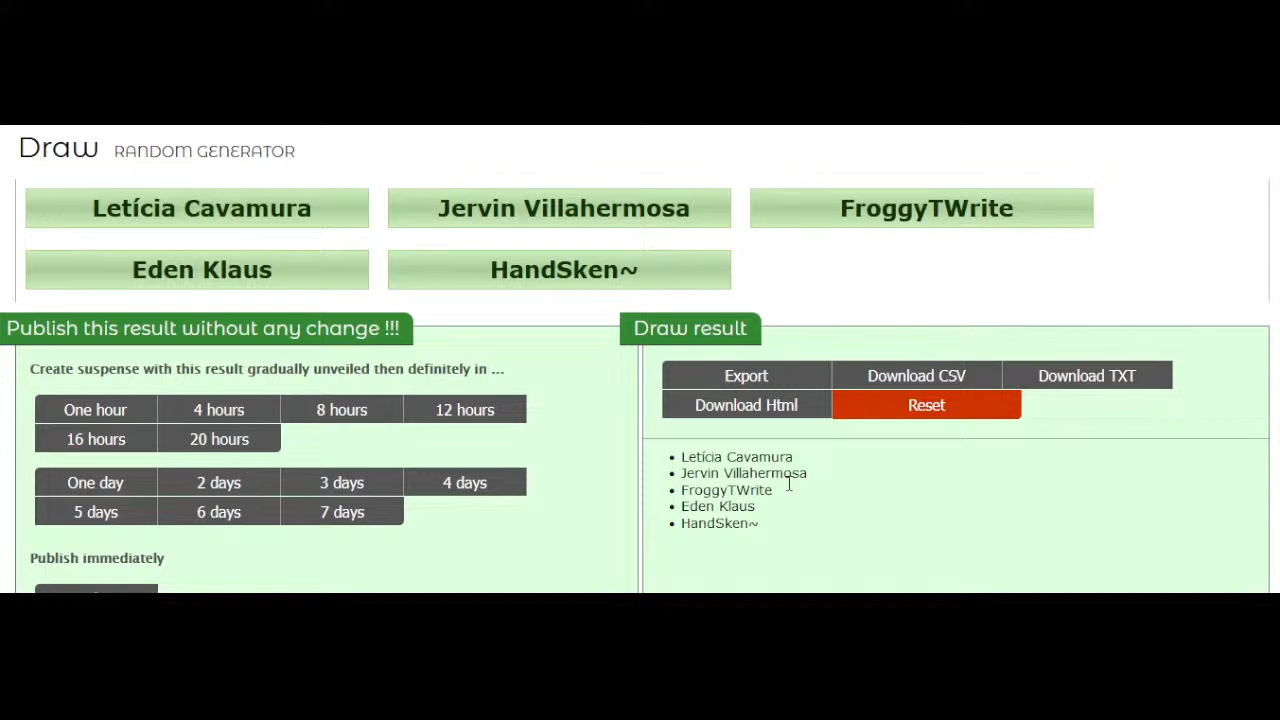 Draw RANDOM GENERATOR
Letícia Cavamura
Jervin Villahermosa
FroggyTWrite
Eden Klaus
HandSken~
Publish this result without any change !!!
Create suspense with this result gradually unveiled then definitely in ...
One hour
4 hours
8 hours
12 hours
16 hours
20 hours
One day
2 days
3 days
4 days
5 days
6 days
7 days
Publish immediately
Draw result
Export
Download CSV
Download TXT
Download Html
Reset
Letícia Cavamura
Jervin Villahermosa
FroggyTWrite
Eden Klaus
HandSken~